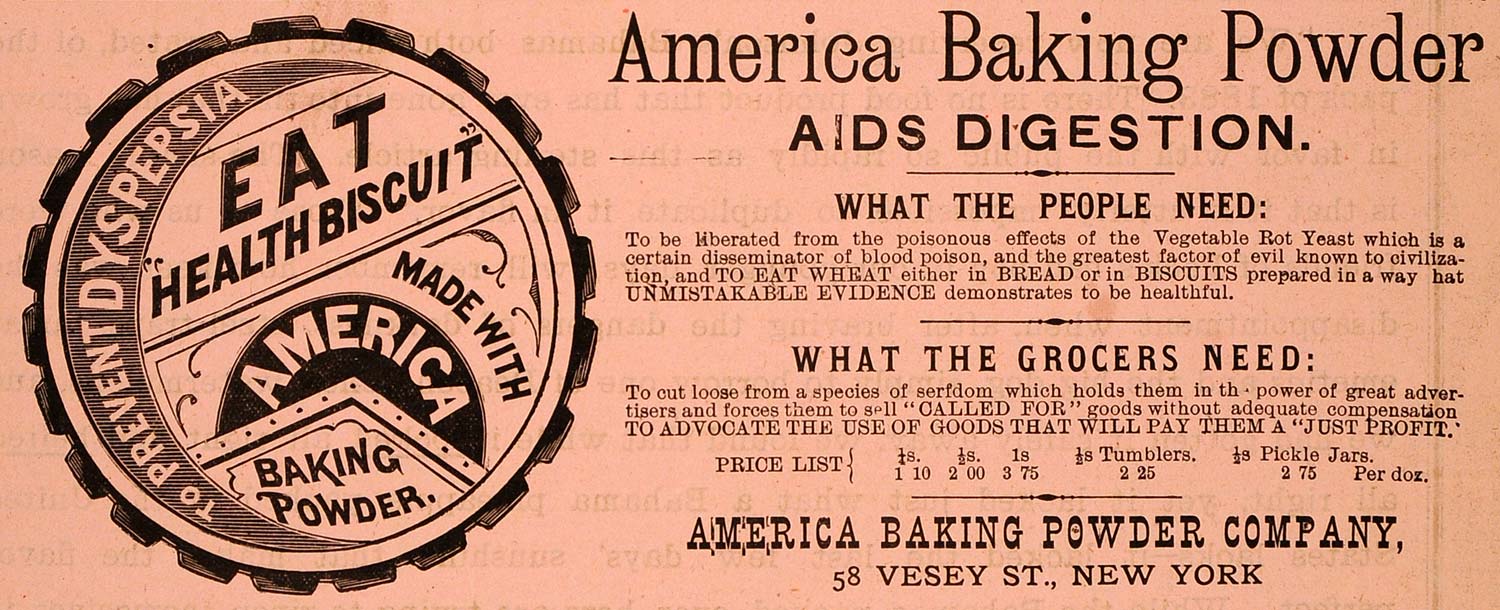 TO PREVENT DYSPEPSIA
EAT
"HEALTH BISCUIT"
MADE WITH
AMERICA
BAKING
POWDER.
America Baking Powder
AIDS DIGESTION.
WHAT THE PEOPLE NEED:
To be liberated from the poisonous effects of the Vegetable Rot Yeast which is a
certain disseminator of blood poison, and the greatest factor of evil known to civiliza-
tion, and TO EAT WHEAT either in BREAD or in BISCUITS prepared in a way hat
UNMISTAKABLE EVIDENCE demonstrates to be healthful.
WHAT THE GROCERS NEED:
To cut loose from a species of serfdom which holds them in th power of great adver-
tisers and forces them to sell "CALLED FOR" goods without adequate compensation
TO ADVOCATE THE USE OF GOODS THAT WILL PAY THEM A "JUST PROFIT.'
PRICE LIST { ¼s. ½s. 1s ½s Tumblers. ½s Pickle Jars.
1 10 2 00 3 75 2 25 2 75 Per doz.
AMERICA BAKING POWDER COMPANY,
58 VESEY ST., NEW YORK